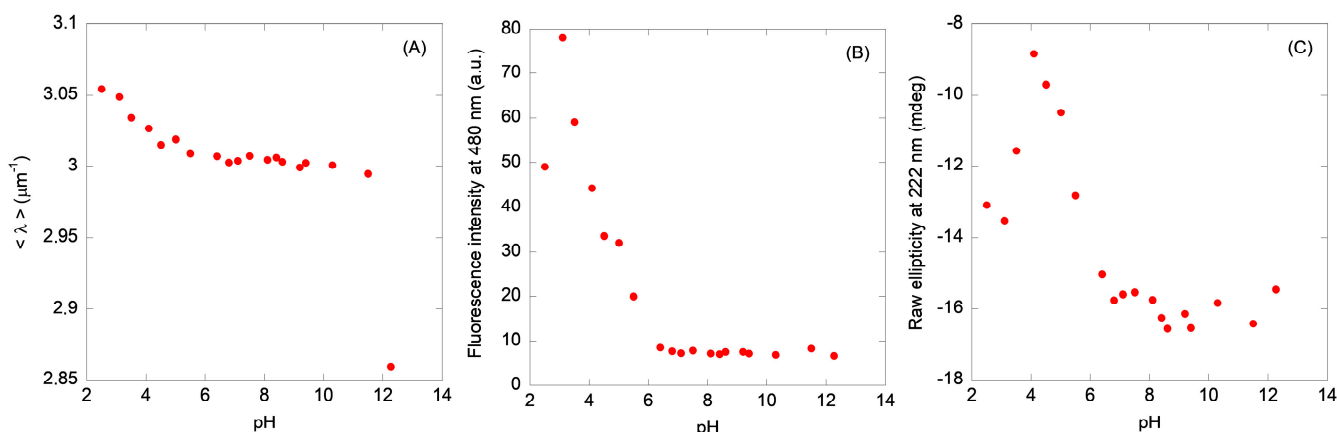 (A)
3.1
3.05
3
2.95
2.9
2.85
< λ > (μm⁻¹)
2 4 6 8 10 12 14
pH
(B)
80
70
60
50
40
30
20
10
0
Fluorescence intensity at 480 nm (a.u.)
2 4 6 8 10 12 14
pH
(C)
-8
-10
-12
-14
-16
-18
Raw ellipticity at 222 nm (mdeg)
2 4 6 8 10 12 14
pH